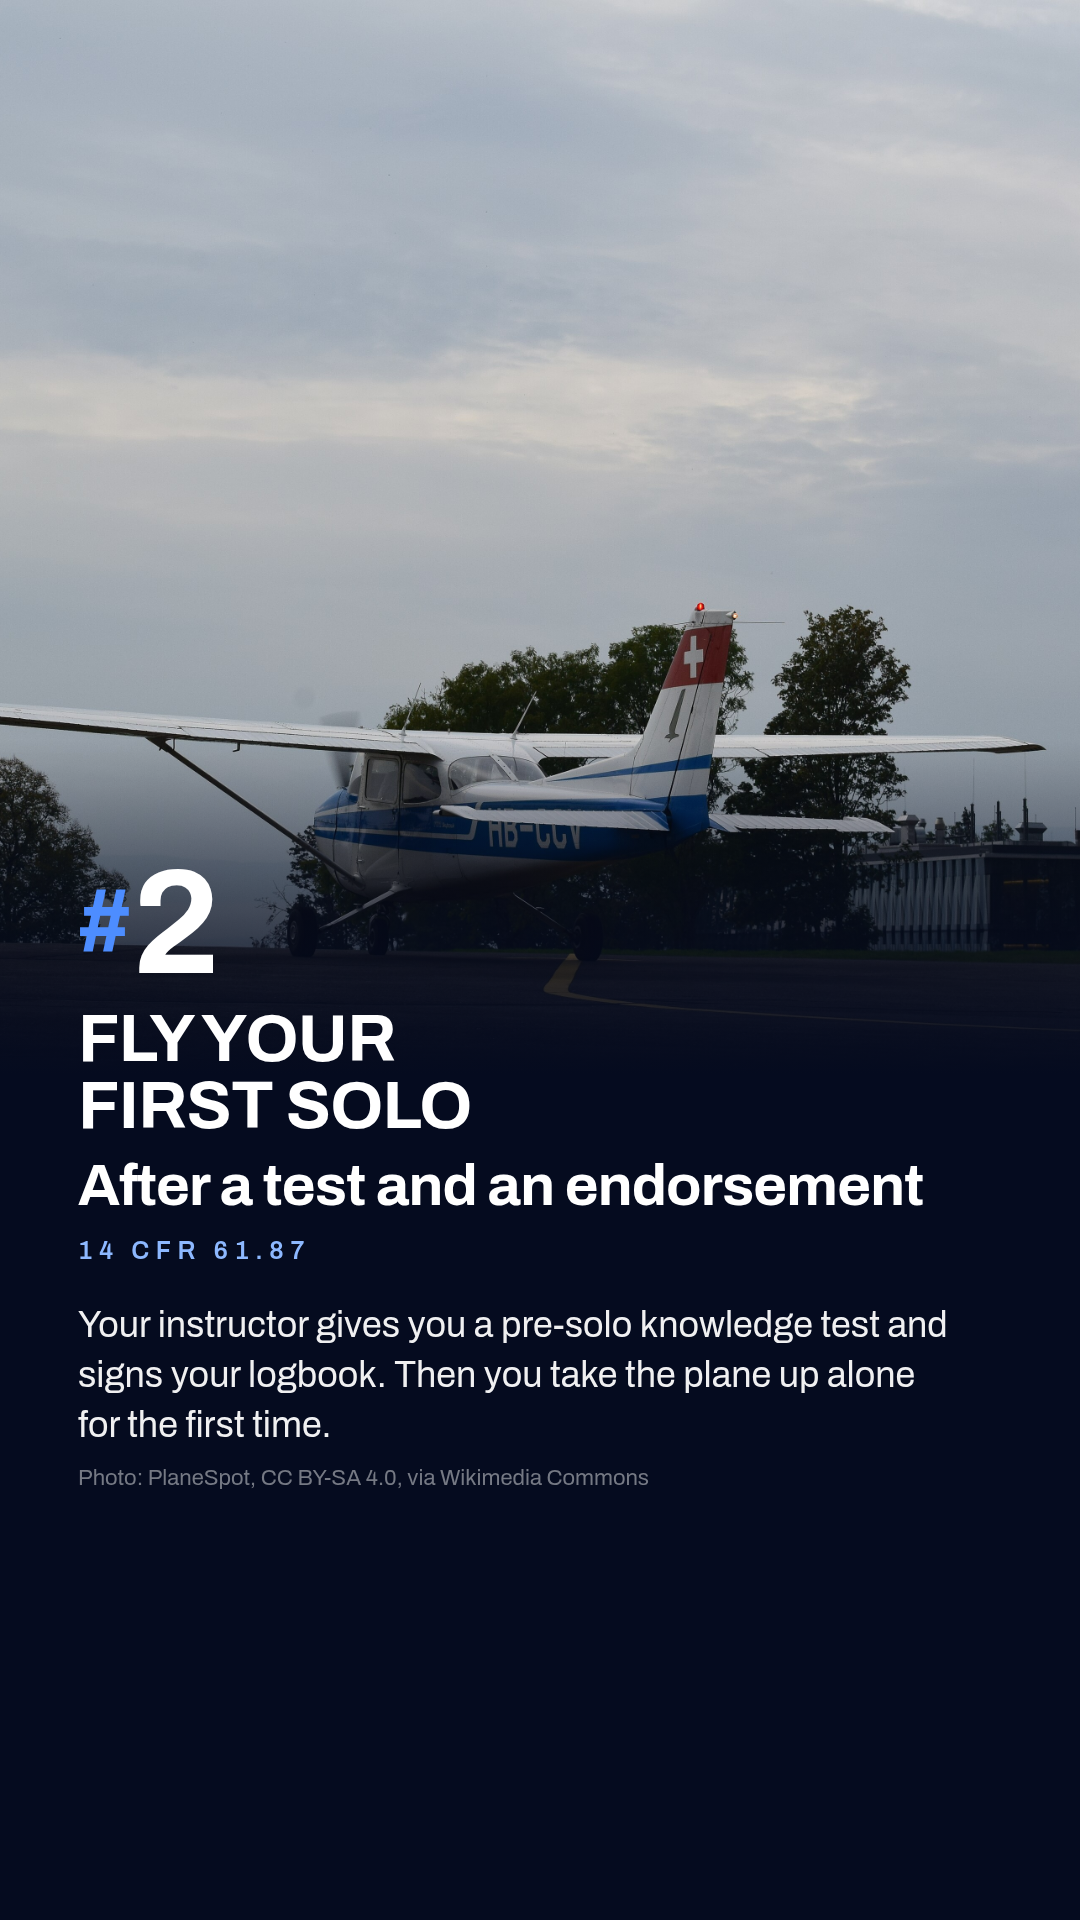 HB-CCV
#2
FLY YOUR
FIRST SOLO
After a test and an endorsement
14 CFR 61.87
Your instructor gives you a pre-solo knowledge test and
signs your logbook. Then you take the plane up alone
for the first time.
Photo: PlaneSpot, CC BY-SA 4.0, via Wikimedia Commons